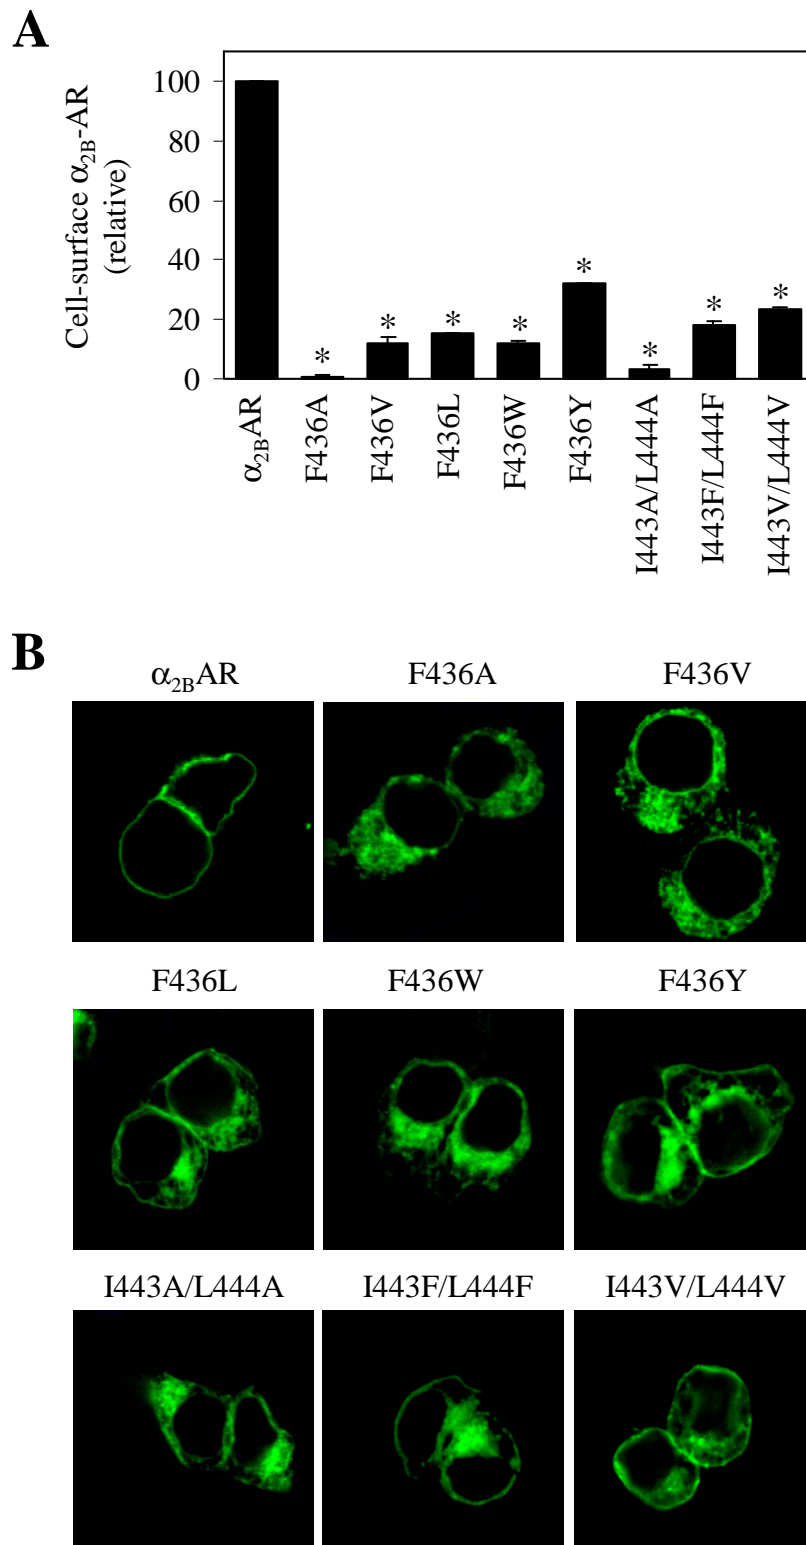 A
Cell-surface α2B-AR
(relative)
100
80
60
40
20
0
* * * * * * * *
α2BAR
F436A
F436V
F436L
F436W
F436Y
I443A/L444A
I443F/L444F
I443V/L444V
B
α2BAR F436A F436V
F436L F436W F436Y
I443A/L444A I443F/L444F I443V/L444V